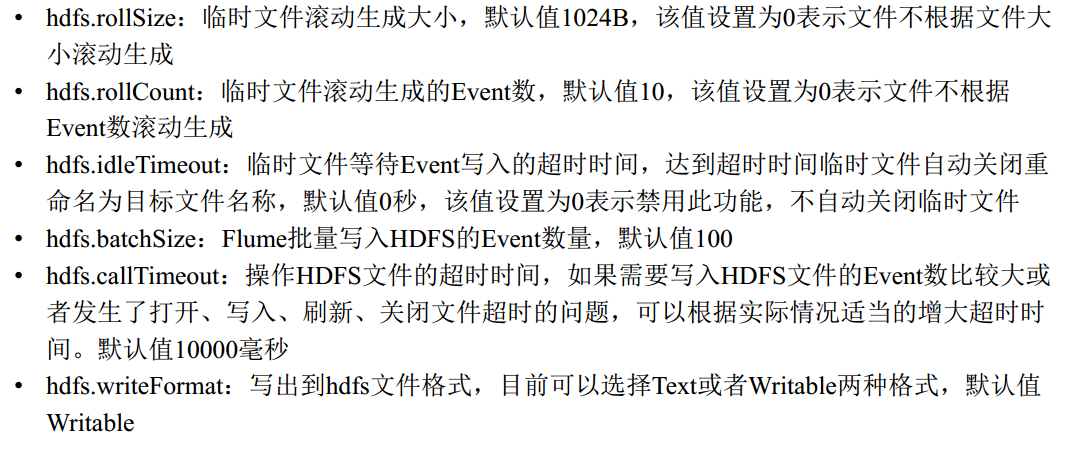 • hdfs.rollSize：临时文件滚动生成大小，默认值1024B，该值设置为0表示文件不根据文件大
小滚动生成
• hdfs.rollCount：临时文件滚动生成的Event数，默认值10，该值设置为0表示文件不根据
Event数滚动生成
• hdfs.idleTimeout：临时文件等待Event写入的超时时间，达到超时时间临时文件自动关闭重
命名为目标文件名称，默认值0秒，该值设置为0表示禁用此功能，不自动关闭临时文件
• hdfs.batchSize：Flume批量写入HDFS的Event数量，默认值100
• hdfs.callTimeout：操作HDFS文件的超时时间，如果需要写入HDFS文件的Event数比较大或
者发生了打开、写入、刷新、关闭文件超时的问题，可以根据实际情况适当的增大超时时
间。默认值10000毫秒
• hdfs.writeFormat：写出到hdfs文件格式，目前可以选择Text或者Writable两种格式，默认值
Writable